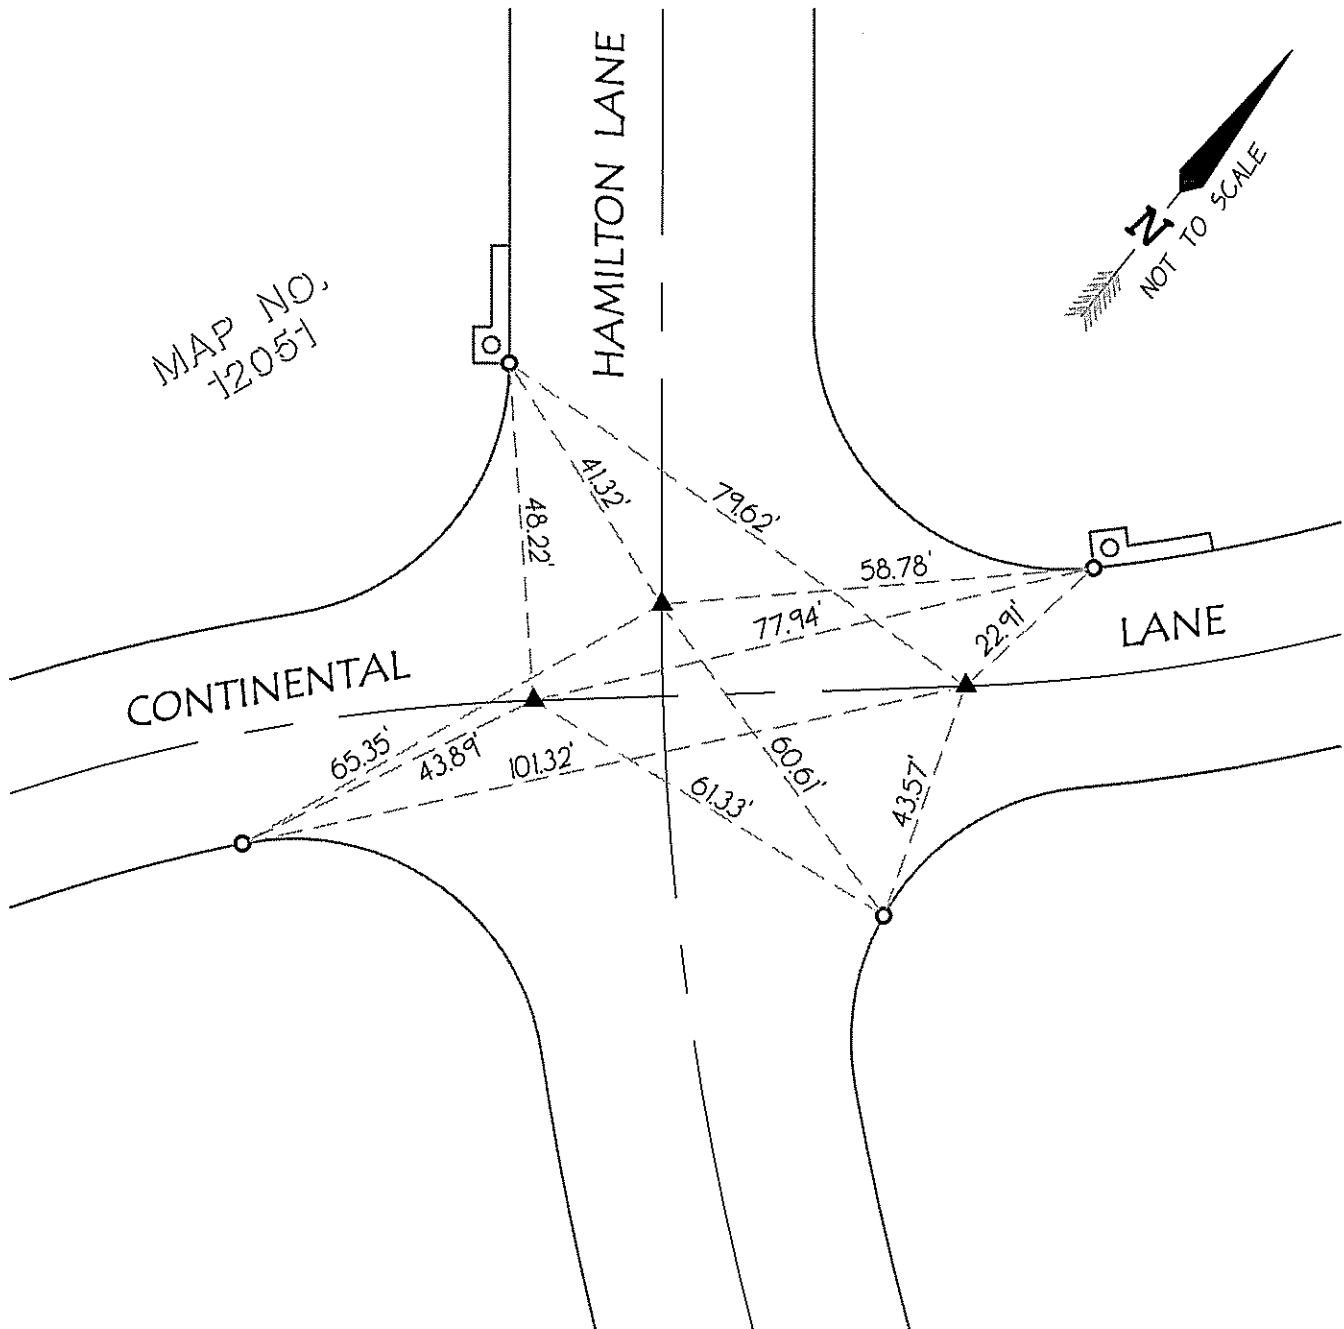 HAMILTON LANE
N
NOT TO SCALE
MAP NO.
12051
41.32'
48.22'
79.62'
58.78'
77.94'
22.91'
LANE
CONTINENTAL
65.35'
43.89'
101.32'
60.61'
61.33'
43.57'